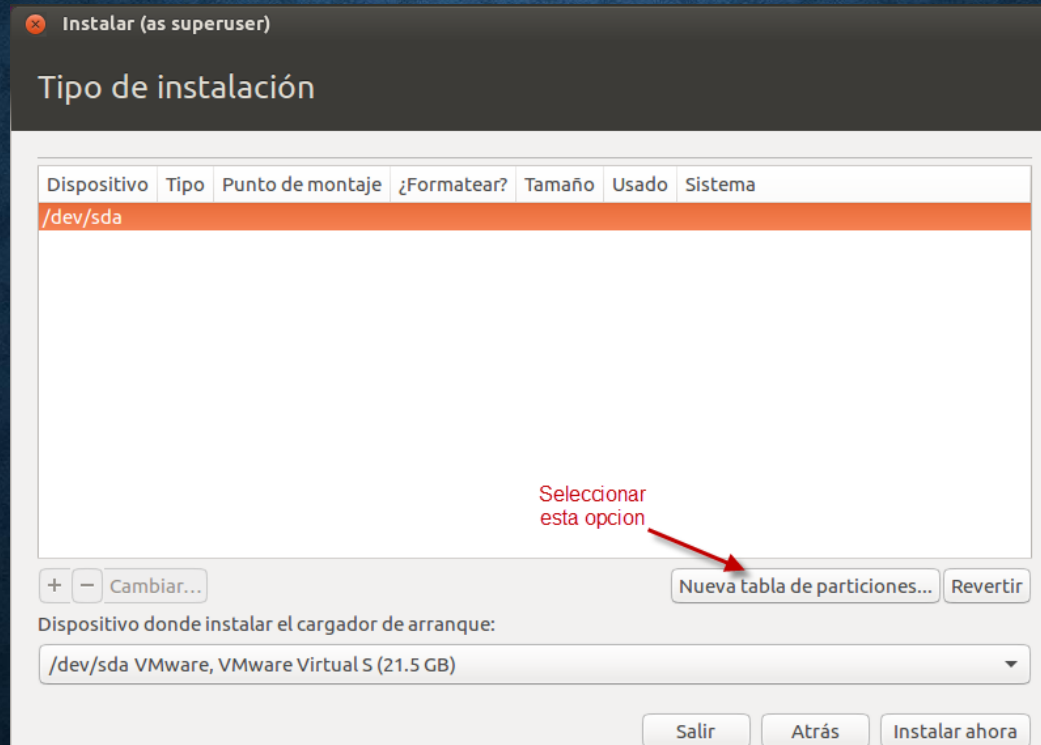 Instalar (as superuser)
Tipo de instalación
Dispositivo Tipo Punto de montaje ¿Formatear? Tamaño Usado Sistema
/dev/sda
Seleccionar
esta opcion
+ − Cambiar... Nueva tabla de particiones... Revertir
Dispositivo donde instalar el cargador de arranque:
/dev/sda VMware, VMware Virtual S (21.5 GB)
Salir Atrás Instalar ahora